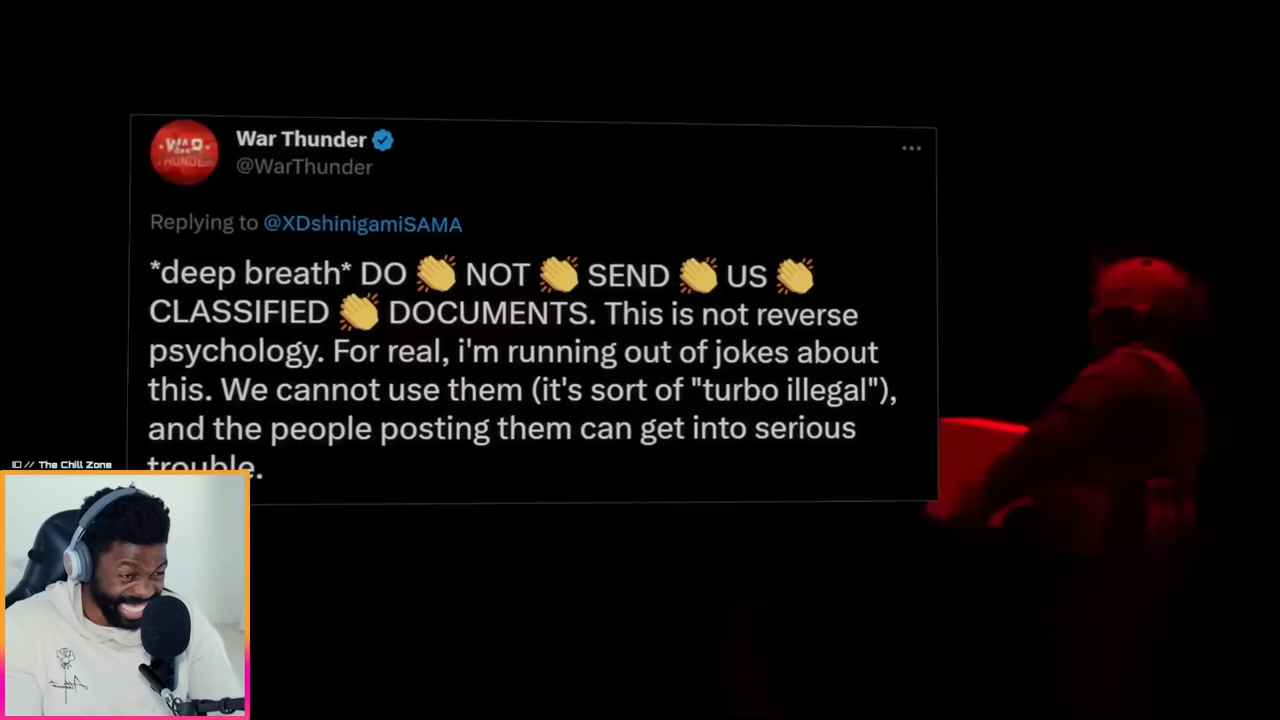 WAR
THUNDER
War Thunder
@WarThunder
Replying to @XDshinigamiSAMA
*deep breath* DO 👏 NOT 👏 SEND 👏 US 👏
CLASSIFIED 👏 DOCUMENTS. This is not reverse
psychology. For real, i'm running out of jokes about
this. We cannot use them (it's sort of "turbo illegal"),
and the people posting them can get into serious
trouble.
// The Chill Zone